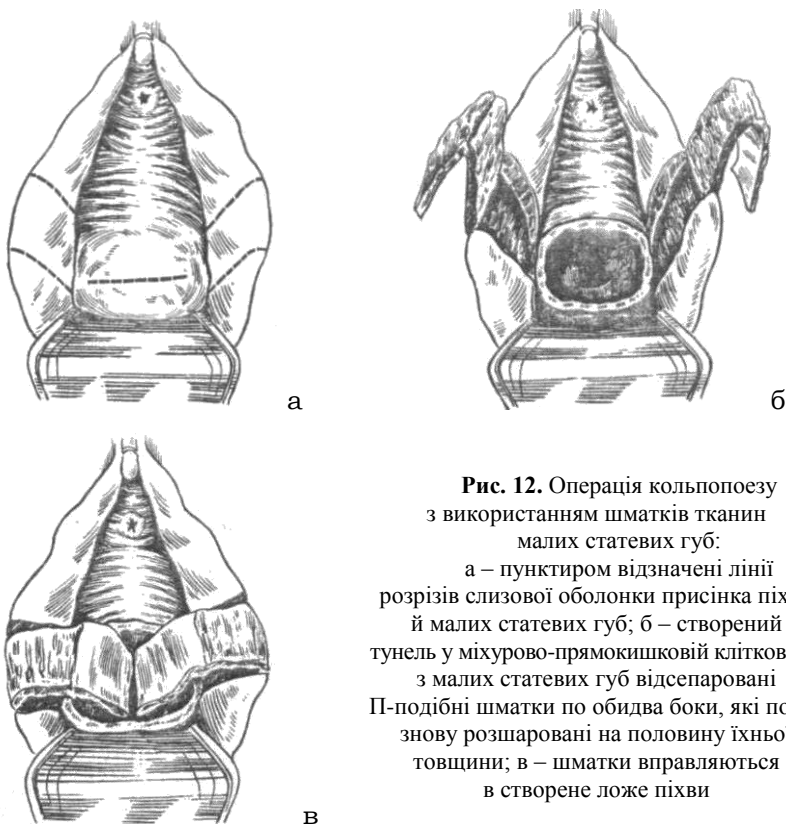 а
б
в
Рис. 12. Операція кольпопоезу
з використанням шматків тканин
малих статевих губ:
а – пунктиром відзначені лінії
розрізів слизової оболонки присінка піх
й малих статевих губ; б – створений
тунель у міхурово-прямокишковій клітков
з малих статевих губ відсепаровані
П-подібні шматки по обидва боки, які по
знову розшаровані на половину їхньо
товщини; в – шматки вправляються
в створене ложе піхви